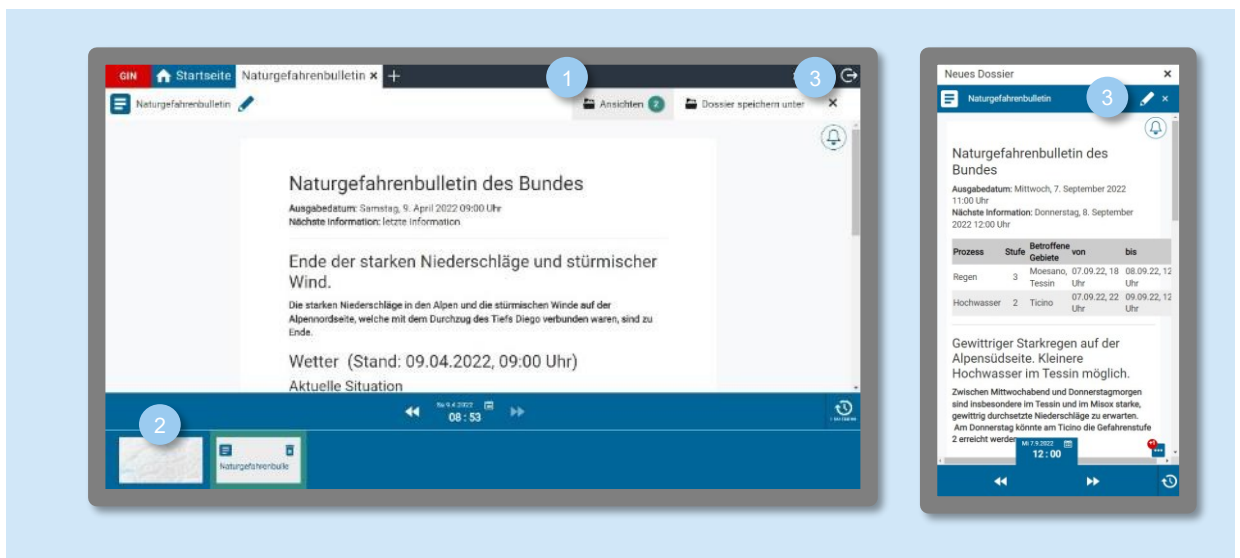 GIN Startseite Naturgefahrenbulletin × +
1
3
Naturgefahrenbulletin
Ansichten 2 Dossier speichern unter ×
Naturgefahrenbulletin des Bundes
Ausgabedatum: Samstag, 9. April 2022 09:00 Uhr
Nächste Information: letzte Information
Ende der starken Niederschläge und stürmischer
Wind.
Die starken Niederschläge in den Alpen und die stürmischen Winde auf der
Alpennordseite, welche mit dem Durchzug des Tiefs Diego verbunden waren, sind zu
Ende.
Wetter (Stand: 09.04.2022, 09:00 Uhr)
Aktuelle Situation
9.4.2022
08:53
2
Naturgefahrenbulle
Neues Dossier ×
Naturgefahrenbulletin 3 ×
Naturgefahrenbulletin des
Bundes
Ausgabedatum: Mittwoch, 7. September 2022
11:00 Uhr
Nächste Information: Donnerstag, 8. September
2022 12:00 Uhr
Prozess Stufe Betroffene Gebiete von bis
Regen 3 Moesano, Tessin 07.09.22, 18 Uhr 08.09.22, 12 Uhr
Hochwasser 2 Ticino 07.09.22, 22 Uhr 09.09.22, 12 Uhr
Gewittriger Starkregen auf der
Alpensüdseite. Kleinere
Hochwasser im Tessin möglich.
Zwischen Mittwochabend und Donnerstagmorgen
sind insbesondere im Tessin und im Misox starke,
gewittrig durchsetzte Niederschläge zu erwarten.
Am Donnerstag könnte am Ticino die Gefahrenstufe
2 erreicht werden
Mi 7.9.2022
12:00
+1